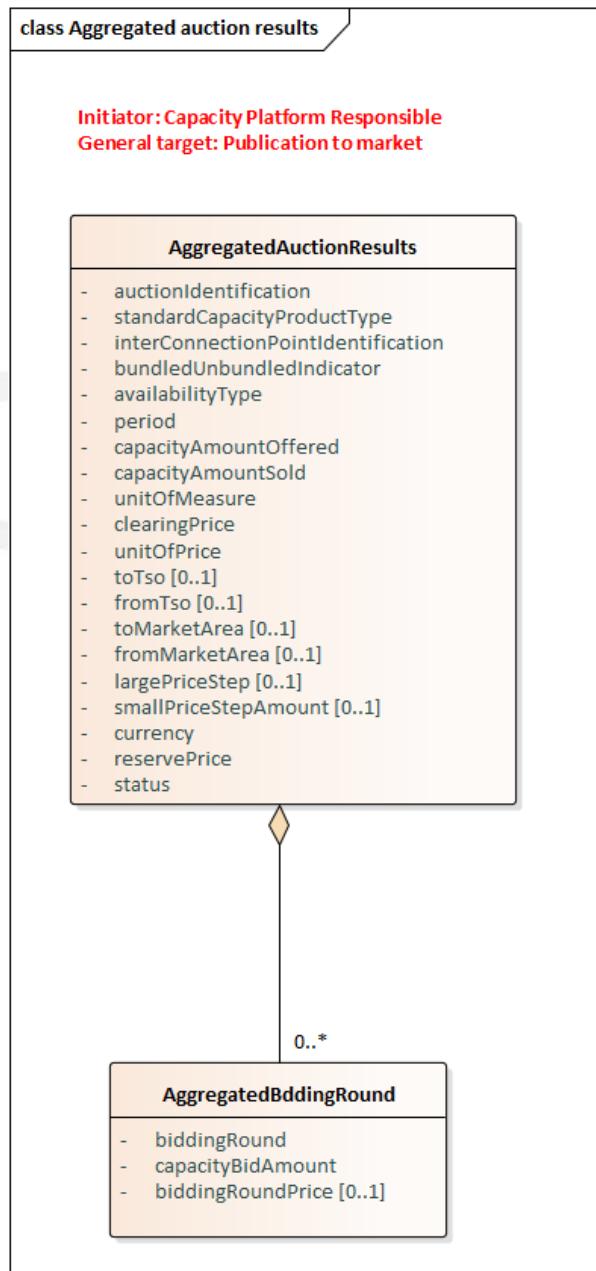 class Aggregated auction results
Initiator: Capacity Platform Responsible
General target: Publication to market
AggregatedAuctionResults
- auctionIdentification
- standardCapacityProductType
- interConnectionPointIdentification
- bundledUnbundledIndicator
- availabilityType
- period
- capacityAmountOffered
- capacityAmountSold
- unitOfMeasure
- clearingPrice
- unitOfPrice
- toTso [0..1]
- fromTso [0..1]
- toMarketArea [0..1]
- fromMarketArea [0..1]
- largePriceStep [0..1]
- smallPriceStepAmount [0..1]
- currency
- reservePrice
- status
0..*
AggregatedBddingRound
- biddingRound
- capacityBidAmount
- biddingRoundPrice [0..1]